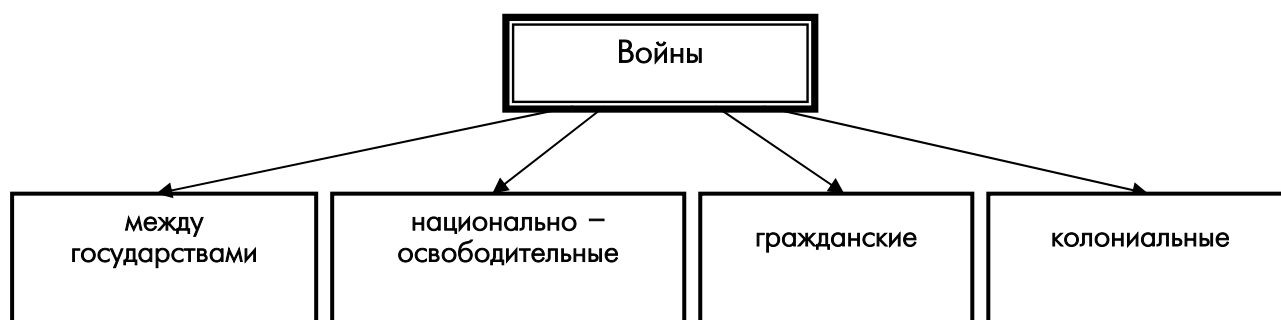 Войны
между
государствами
национально –
освободительные
гражданские
колониальные